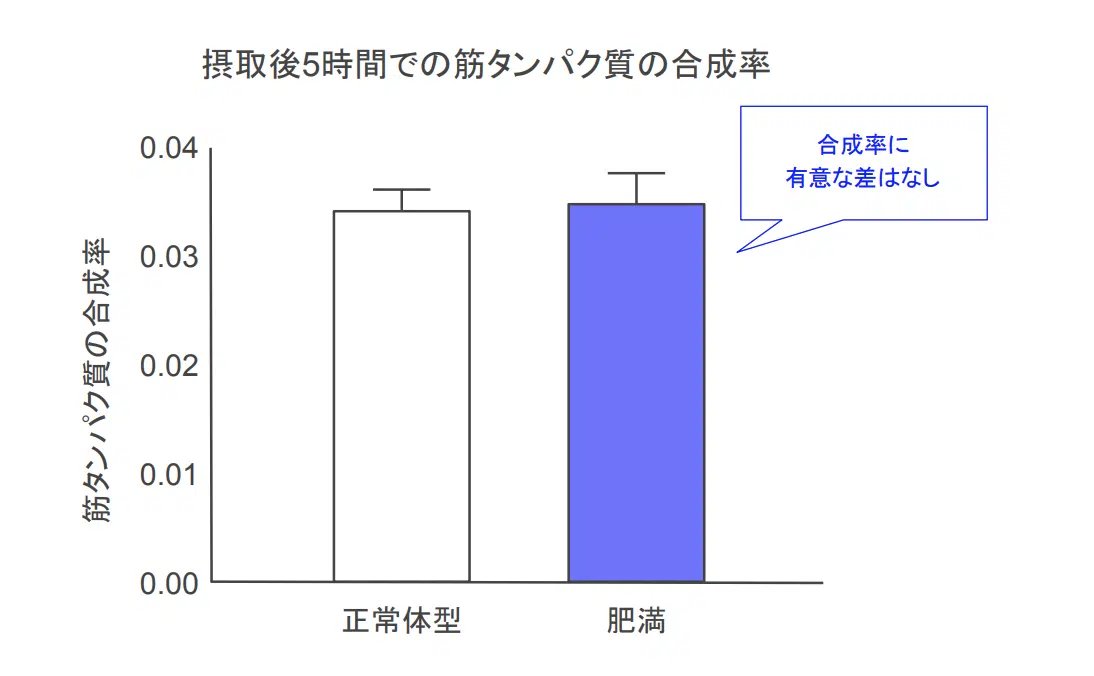 摂取後5時間での筋タンパク質の合成率
合成率に
有意な差はなし
筋タンパク質の合成率
0.04
0.03
0.02
0.01
0.00
正常体型
肥満